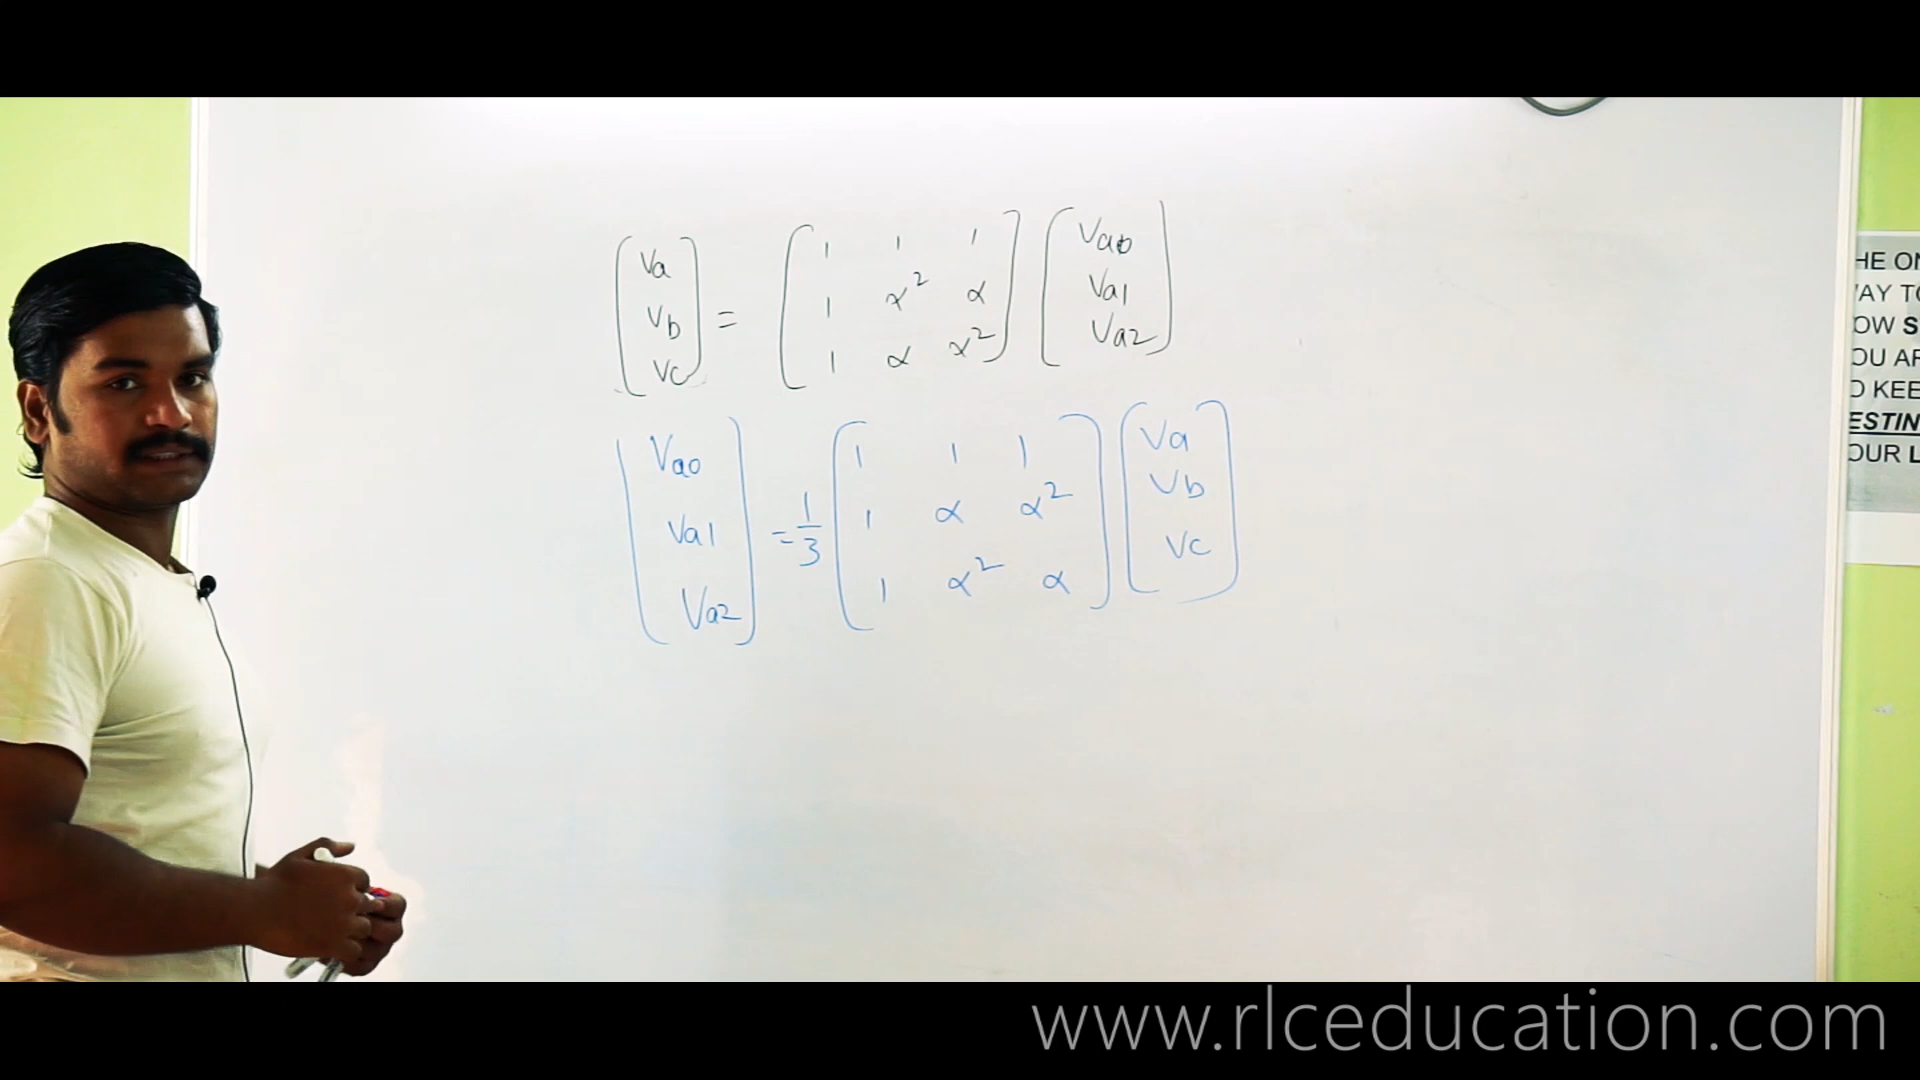 [Va Vb Vc] = [1 1 1; 1 α² α; 1 α α²] [Va0 Va1 Va2]
[Va0 Va1 Va2] = 1/3 [1 1 1; 1 α α²; 1 α² α] [Va Vb Vc]
HE ON
AY TO
OW S
OU AR
O KEE
ESTIN
OUR L
www.rlceducation.com